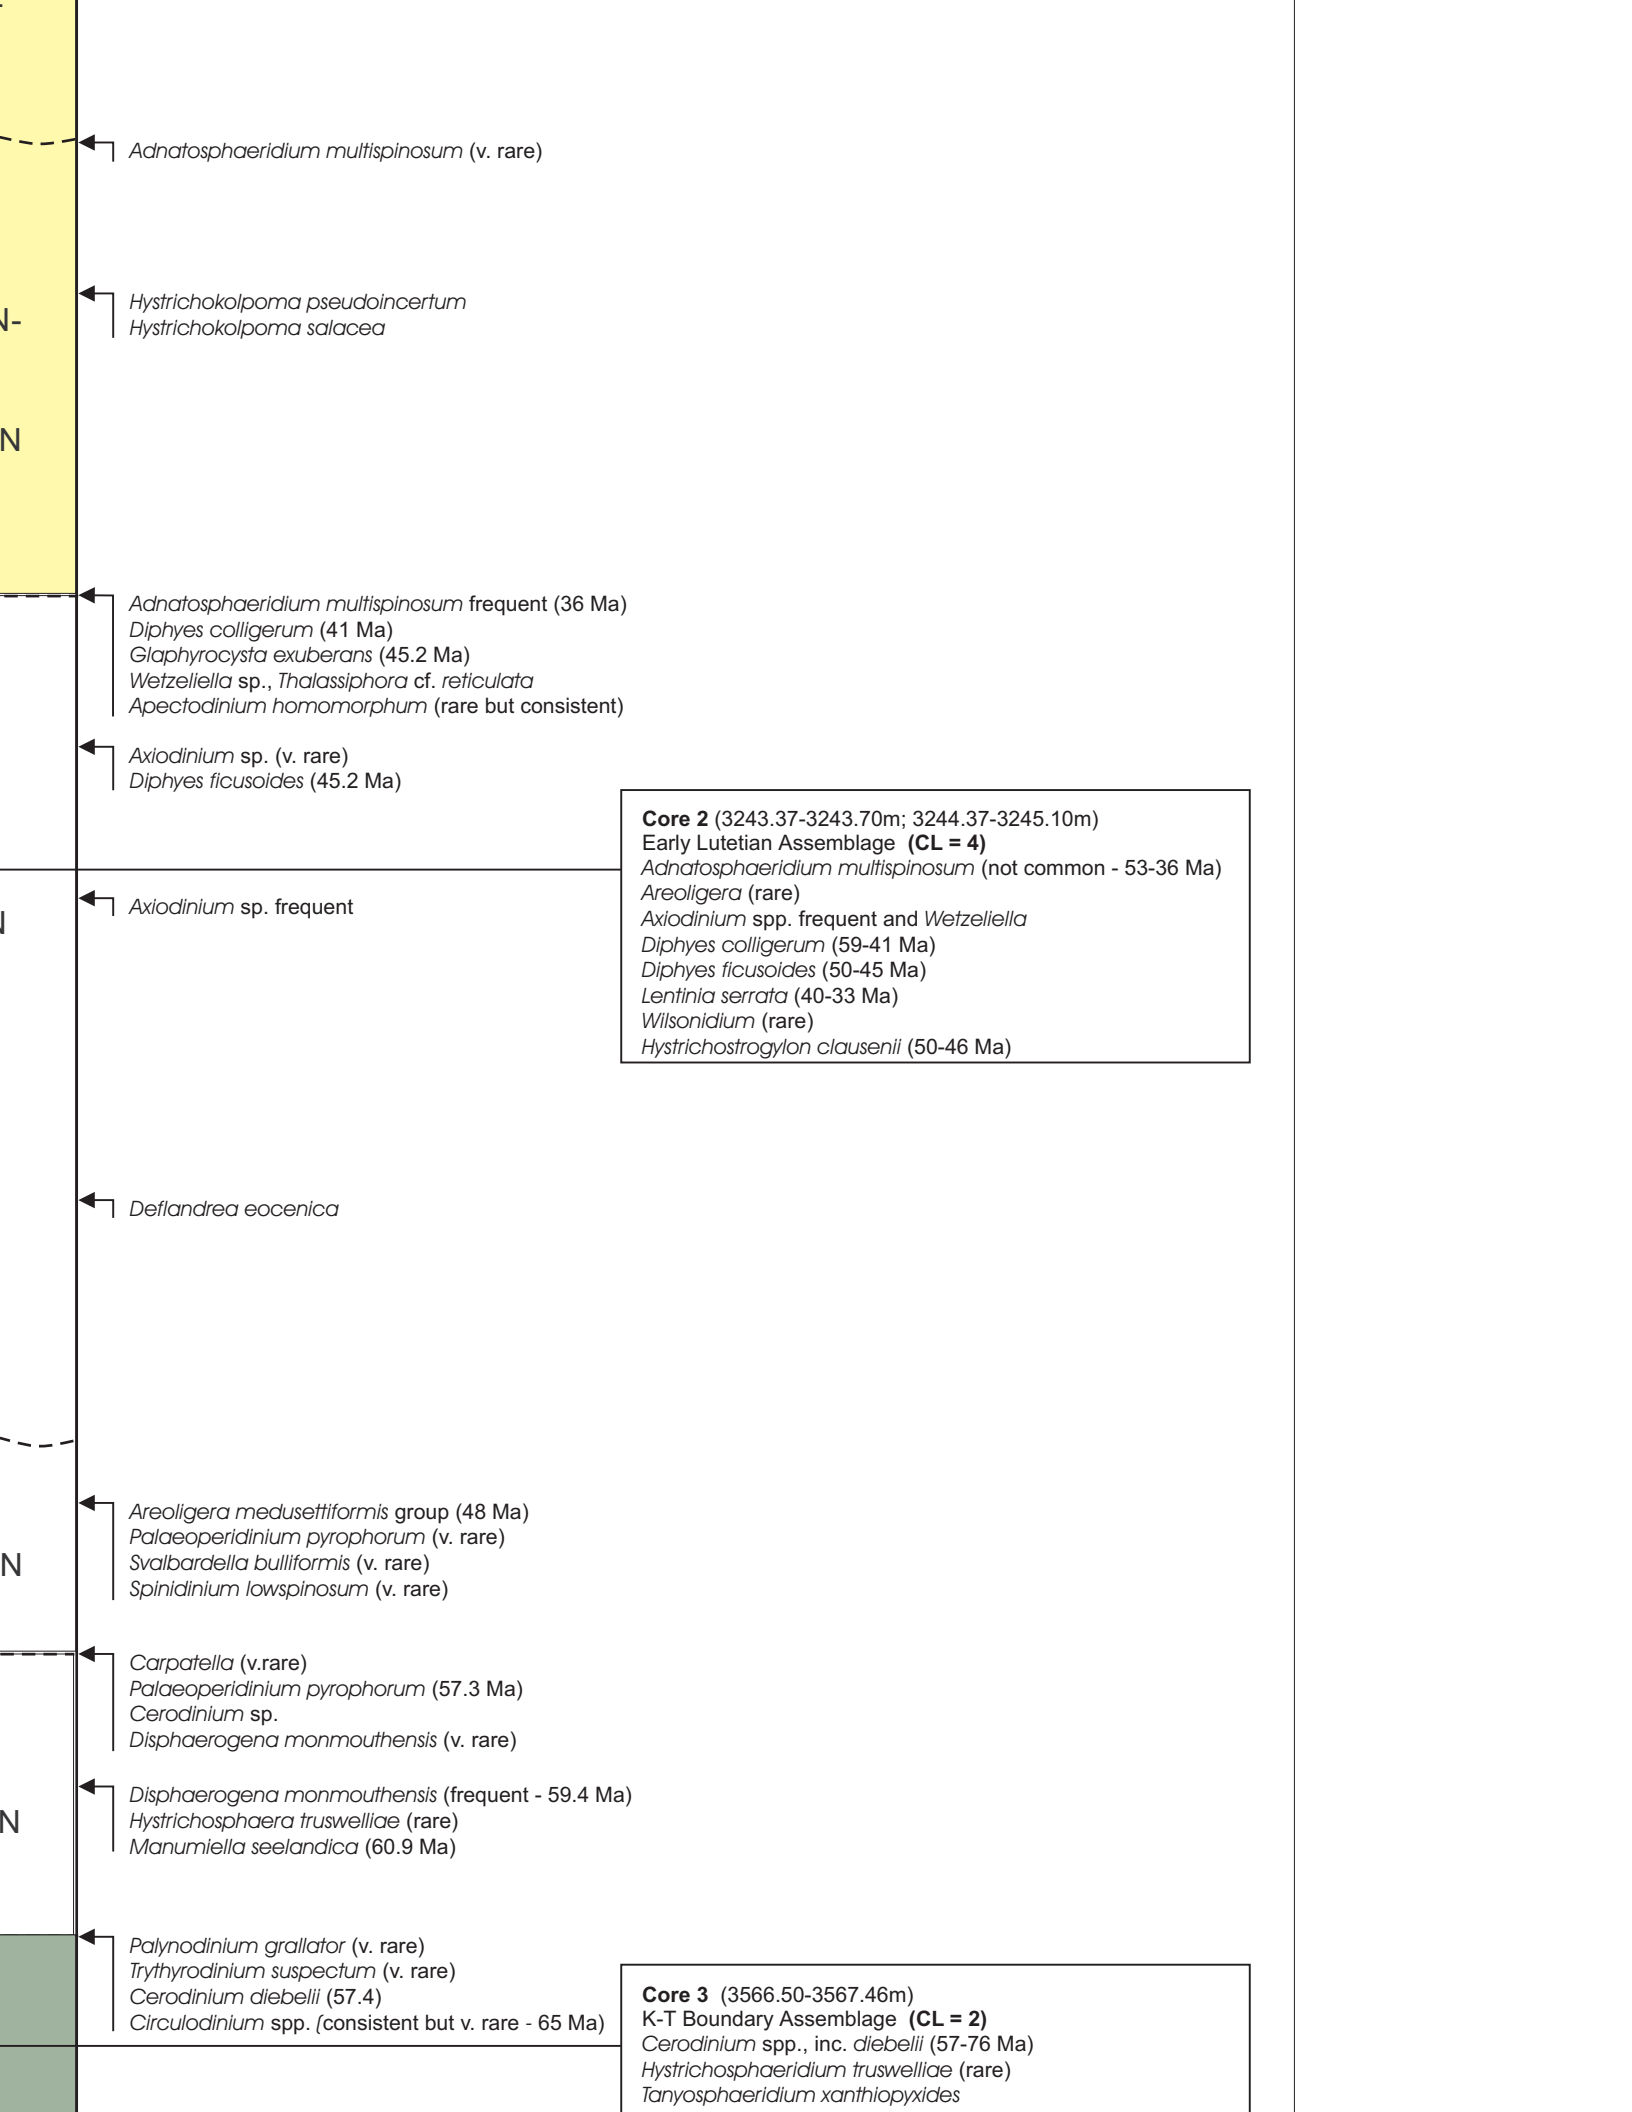 Adnatosphaeridium multispinosum (v. rare)
Hystrichokolpoma pseudoincertum
N-
Hystrichokolpoma salacea
N
Adnatosphaeridium multispinosum frequent (36 Ma)
Diphyes colligerum (41 Ma)
Glaphyrocysta exuberans (45.2 Ma)
Wetzeliella sp., Thalassiphora cf. reticulata
Apectodinium homomorphum (rare but consistent)
Axiodinium sp. (v. rare)
Diphyes ficusoides (45.2 Ma)
Core 2 (3243.37-3243.70m; 3244.37-3245.10m)
Early Lutetian Assemblage (CL = 4)
Adnatosphaeridium multispinosum (not common - 53-36 Ma)
Areoligera (rare)
Axiodinium spp. frequent and Wetzeliella
Diphyes colligerum (59-41 Ma)
Diphyes ficusoides (50-45 Ma)
Lentinia serrata (40-33 Ma)
Wilsonidium (rare)
Hystrichostrogylon clausenii (50-46 Ma)
Axiodinium sp. frequent
Deflandrea eocenica
Areoligera medusettiformis group (48 Ma)
Palaeoperidinium pyrophorum (v. rare)
Svalbardella bulliformis (v. rare)
N
Spinidinium lowspinosum (v. rare)
Carpatella (v.rare)
Palaeoperidinium pyrophorum (57.3 Ma)
Cerodinium sp.
Disphaerogena monmouthensis (v. rare)
Disphaerogena monmouthensis (frequent - 59.4 Ma)
Hystrichosphaera truswelliae (rare)
N
Manumiella seelandica (60.9 Ma)
Palynodinium grallator (v. rare)
Trythyrodinium suspectum (v. rare)
Cerodinium diebelii (57.4)
Circulodinium spp. (consistent but v. rare - 65 Ma)
Core 3 (3566.50-3567.46m)
K-T Boundary Assemblage (CL = 2)
Cerodinium spp., inc. diebelii (57-76 Ma)
Hystrichosphaeridium truswelliae (rare)
Tanyosphaeridium xanthiopyxides